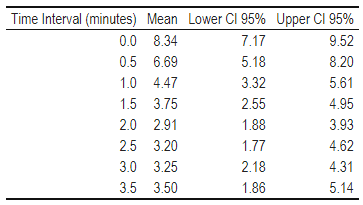 Time Interval (minutes) Mean Lower CI 95% Upper CI 95%
0.0 8.34 7.17 9.52
0.5 6.69 5.18 8.20
1.0 4.47 3.32 5.61
1.5 3.75 2.55 4.95
2.0 2.91 1.88 3.93
2.5 3.20 1.77 4.62
3.0 3.25 2.18 4.31
3.5 3.50 1.86 5.14